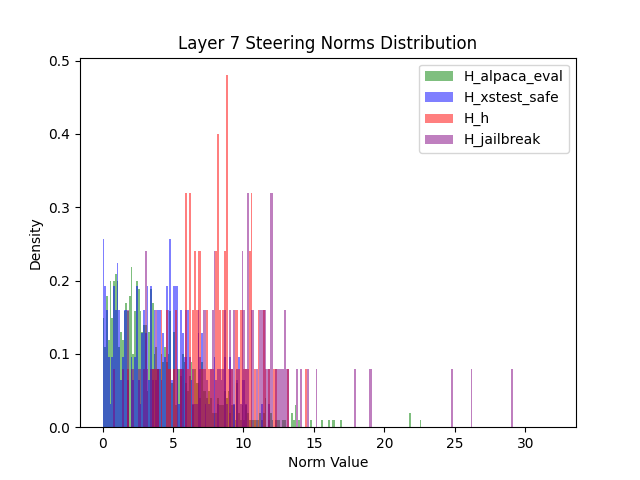 Layer 7 Steering Norms Distribution
H_alpaca_eval
H_xstest_safe
H_h
H_jailbreak
0.5
0.4
0.3
0.2
0.1
0.0
Density
0
5
10
15
20
25
30
Norm Value